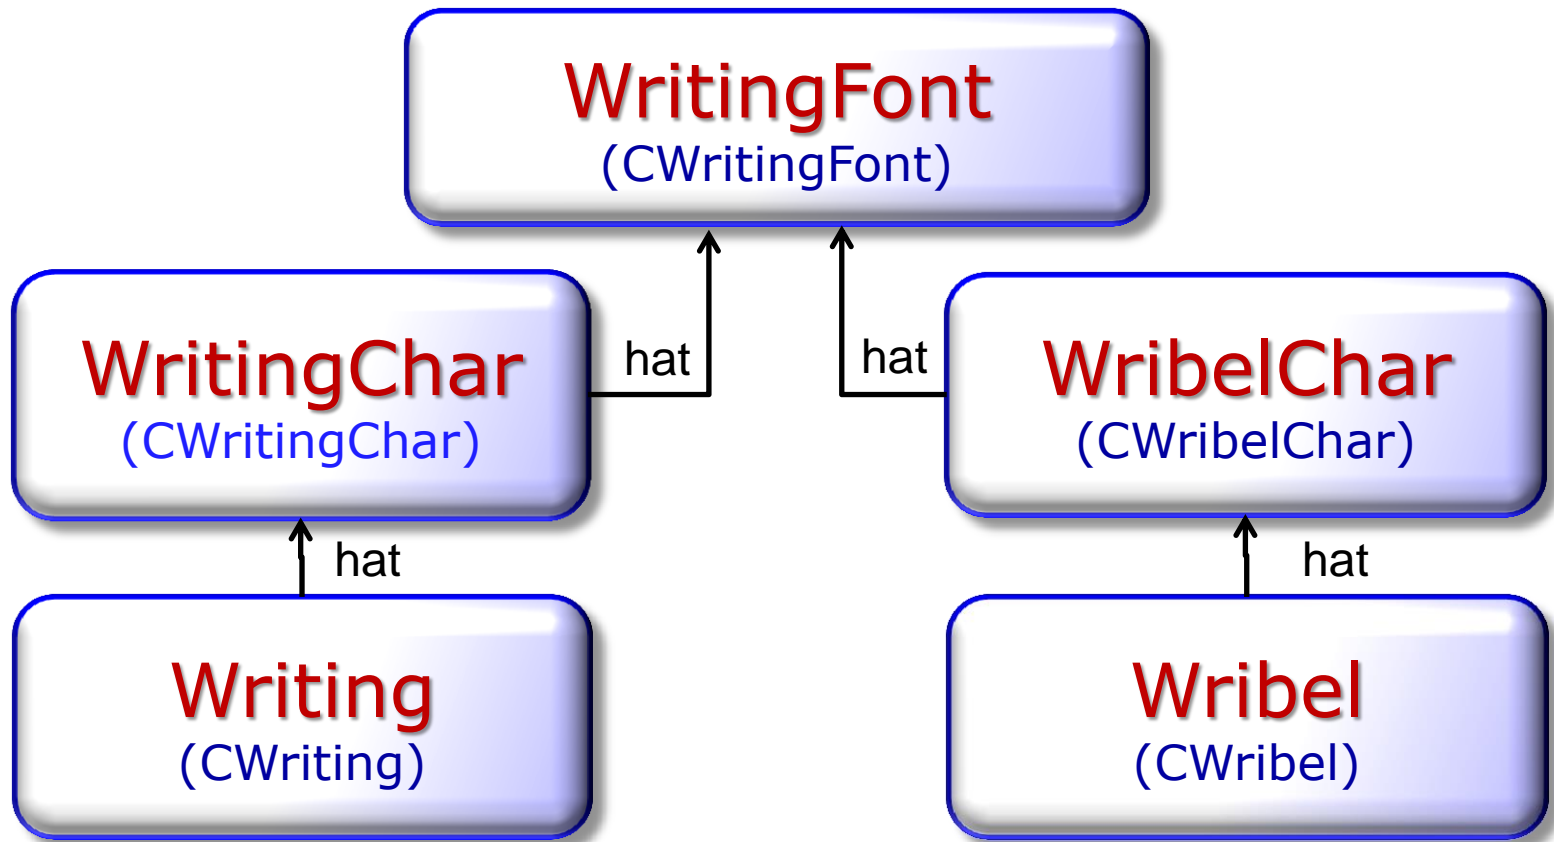 WritingFont
(CWritingFont)
WritingChar
(CWritingChar)
hat
hat
WribelChar
(CWribelChar)
hat
hat
Writing
(CWriting)
Wribel
(CWribel)